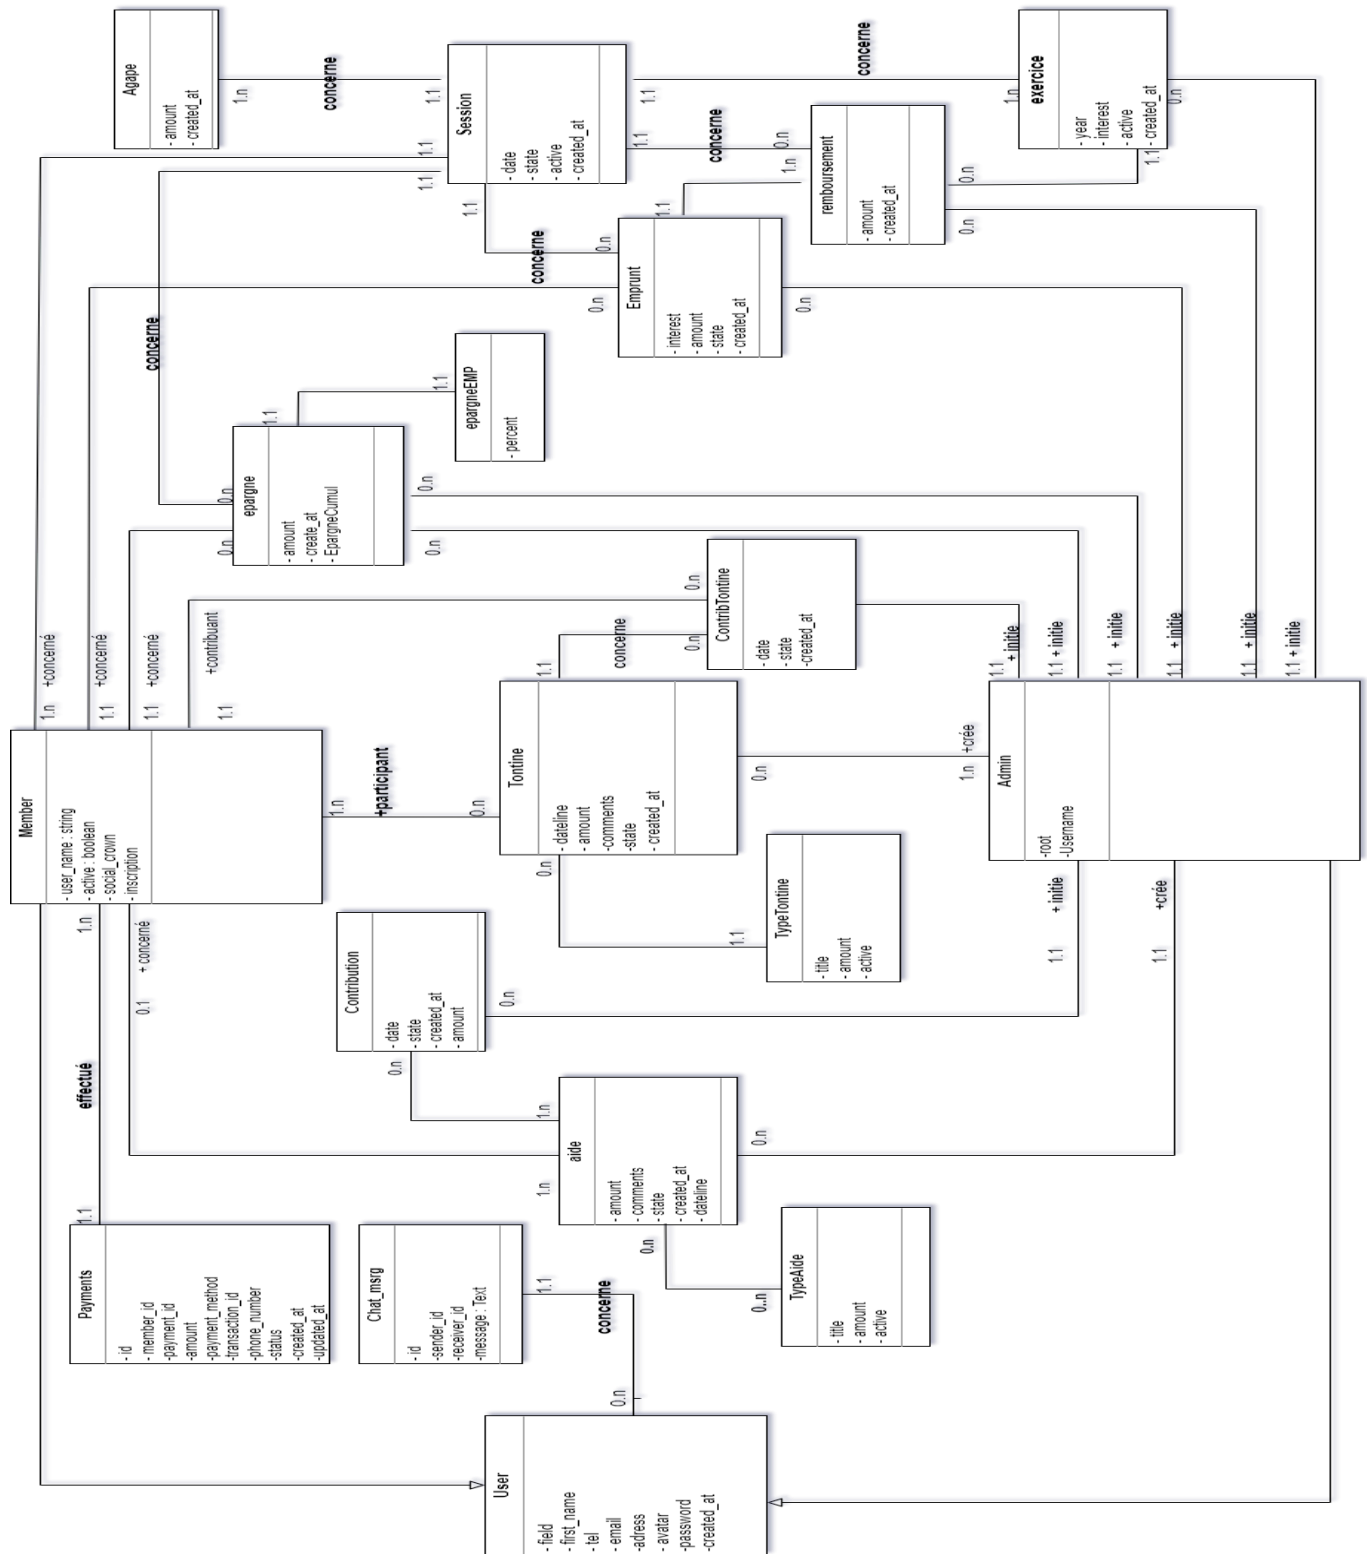 Agape
- amount
- created_at
1.n
concerne
1.1
Session
- date
- state
- active
- created_at
1.1
1.1
1.1
1.1
1.1
concerne
1.n
exercice
- year
- interest
- active
- created_at
0.n
1.1
concerne
0.n
1.n
remboursement
- amount
- created_at
0.n
0.n
1.1
concerne
0.n
0.n
Emprunt
- interest
- amount
- state
- created_at
0.n
concerne
1.1
epargneEMP
- percent
1.1
0.n
0.n
epargne
- amount
- create_at
- EpargneCumul
0.n
0.n
0.n
0.n
ContribTontine
- date
- state
-created_at
concerne
1.1
+concerné
1.n
+concerné
1.1
+concerné
1.1
+contribuant
1.1
Member
- user_name : string
- active : boolean
- social_crown
- inscription
1.n
+participant
0.n
Tontine
- dateline
- amount
-comments
-state
- created_at
0.n
+crée
1.n
0.n
1.1
TypeTontine
- title
- amount
- active
1.1
+ initie
1.1 + initie
1.1 + initie
1.1 + initie
1.1 + initie
1.1 + initie
Admin
-root
-Username
+ initie
1.1
+crée
1.1
1.n
effectué
1.1
+ concerné
0.1
Contribution
- date
- state
- created_at
- amount
0.n
0.n
1.n
1.n
aide
- amount
- comments
- state
- created_at
- dateline
0.n
0.n
0..n
TypeAide
- title
- amount
- active
Payments
- id
- member_id
-payment_id
-amount
-payment_method
-transaction_id
-phone_number
-status
-created_at
-updated_at
Chat_msrg
- id
-sender_id
-receiver_id
-message : Text
1.1
concerne
0.n
User
- field
- first_name
- tel
- email
-adress
- avatar
-password
-created_at